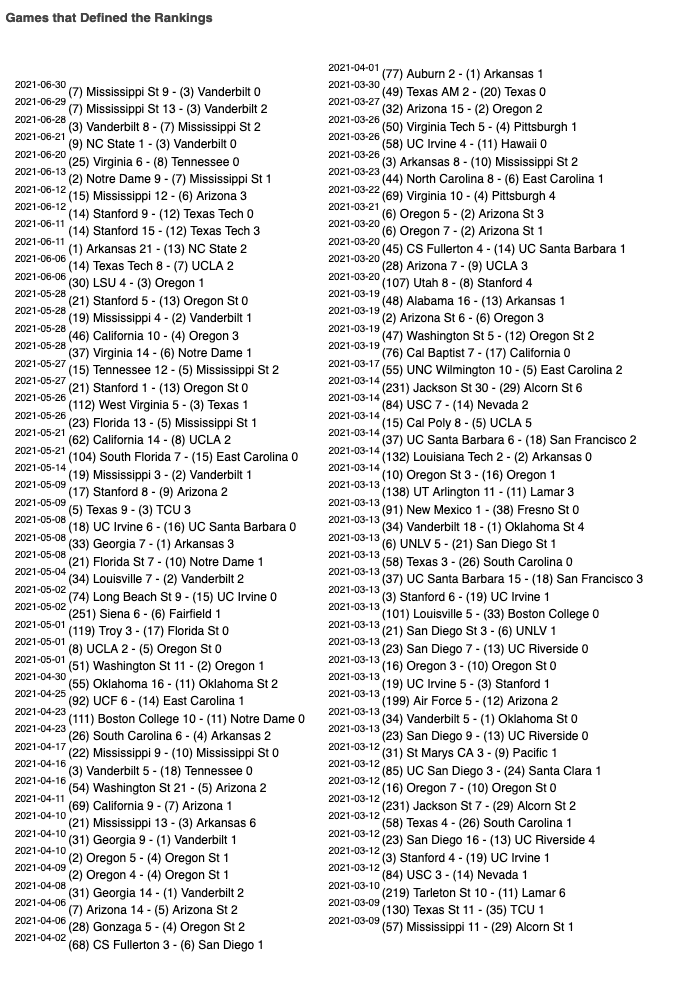 Games that Defined the Rankings
2021-06-30 (7) Mississippi St 9 - (3) Vanderbilt 0
2021-06-29 (7) Mississippi St 13 - (3) Vanderbilt 2
2021-06-28 (3) Vanderbilt 8 - (7) Mississippi St 2
2021-06-21 (9) NC State 1 - (3) Vanderbilt 0
2021-06-20 (25) Virginia 6 - (8) Tennessee 0
2021-06-13 (2) Notre Dame 9 - (7) Mississippi St 1
2021-06-12 (15) Mississippi 12 - (6) Arizona 3
2021-06-12 (14) Stanford 9 - (12) Texas Tech 0
2021-06-11 (14) Stanford 15 - (12) Texas Tech 3
2021-06-11 (1) Arkansas 21 - (13) NC State 2
2021-06-06 (14) Texas Tech 8 - (7) UCLA 2
2021-06-06 (30) LSU 4 - (3) Oregon 1
2021-05-28 (21) Stanford 5 - (13) Oregon St 0
2021-05-28 (19) Mississippi 4 - (2) Vanderbilt 1
2021-05-28 (46) California 10 - (4) Oregon 3
2021-05-28 (37) Virginia 14 - (6) Notre Dame 1
2021-05-27 (15) Tennessee 12 - (5) Mississippi St 2
2021-05-27 (21) Stanford 1 - (13) Oregon St 0
2021-05-26 (112) West Virginia 5 - (3) Texas 1
2021-05-26 (23) Florida 13 - (5) Mississippi St 1
2021-05-21 (62) California 14 - (8) UCLA 2
2021-05-21 (104) South Florida 7 - (15) East Carolina 0
2021-05-14 (19) Mississippi 3 - (2) Vanderbilt 1
2021-05-09 (17) Stanford 8 - (9) Arizona 2
2021-05-09 (5) Texas 9 - (3) TCU 3
2021-05-08 (18) UC Irvine 6 - (16) UC Santa Barbara 0
2021-05-08 (33) Georgia 7 - (1) Arkansas 3
2021-05-08 (21) Florida St 7 - (10) Notre Dame 1
2021-05-04 (34) Louisville 7 - (2) Vanderbilt 2
2021-05-02 (74) Long Beach St 9 - (15) UC Irvine 0
2021-05-02 (251) Siena 6 - (6) Fairfield 1
2021-05-01 (119) Troy 3 - (17) Florida St 0
2021-05-01 (8) UCLA 2 - (5) Oregon St 0
2021-05-01 (51) Washington St 11 - (2) Oregon 1
2021-04-30 (55) Oklahoma 16 - (11) Oklahoma St 2
2021-04-25 (92) UCF 6 - (14) East Carolina 1
2021-04-23 (111) Boston College 10 - (11) Notre Dame 0
2021-04-23 (26) South Carolina 6 - (4) Arkansas 2
2021-04-17 (22) Mississippi 9 - (10) Mississippi St 0
2021-04-16 (3) Vanderbilt 5 - (18) Tennessee 0
2021-04-16 (54) Washington St 21 - (5) Arizona 2
2021-04-11 (69) California 9 - (7) Arizona 1
2021-04-10 (21) Mississippi 13 - (3) Arkansas 6
2021-04-10 (31) Georgia 9 - (1) Vanderbilt 1
2021-04-10 (2) Oregon 5 - (4) Oregon St 1
2021-04-09 (2) Oregon 4 - (4) Oregon St 1
2021-04-08 (31) Georgia 14 - (1) Vanderbilt 2
2021-04-06 (7) Arizona 14 - (5) Arizona St 2
2021-04-06 (28) Gonzaga 5 - (4) Oregon St 2
2021-04-02 (68) CS Fullerton 3 - (6) San Diego 1
2021-04-01 (77) Auburn 2 - (1) Arkansas 1
2021-03-30 (49) Texas AM 2 - (20) Texas 0
2021-03-27 (32) Arizona 15 - (2) Oregon 2
2021-03-26 (50) Virginia Tech 5 - (4) Pittsburgh 1
2021-03-26 (58) UC Irvine 4 - (11) Hawaii 0
2021-03-26 (3) Arkansas 8 - (10) Mississippi St 2
2021-03-23 (44) North Carolina 8 - (6) East Carolina 1
2021-03-22 (69) Virginia 10 - (4) Pittsburgh 4
2021-03-21 (6) Oregon 5 - (2) Arizona St 3
2021-03-20 (6) Oregon 7 - (2) Arizona St 1
2021-03-20 (45) CS Fullerton 4 - (14) UC Santa Barbara 1
2021-03-20 (28) Arizona 7 - (9) UCLA 3
2021-03-20 (107) Utah 8 - (8) Stanford 4
2021-03-19 (48) Alabama 16 - (13) Arkansas 1
2021-03-19 (2) Arizona St 6 - (6) Oregon 3
2021-03-19 (47) Washington St 5 - (12) Oregon St 2
2021-03-19 (76) Cal Baptist 7 - (17) California 0
2021-03-17 (55) UNC Wilmington 10 - (5) East Carolina 2
2021-03-14 (231) Jackson St 30 - (29) Alcorn St 6
2021-03-14 (84) USC 7 - (14) Nevada 2
2021-03-14 (15) Cal Poly 8 - (5) UCLA 5
2021-03-14 (37) UC Santa Barbara 6 - (18) San Francisco 2
2021-03-14 (132) Louisiana Tech 2 - (2) Arkansas 0
2021-03-14 (10) Oregon St 3 - (16) Oregon 1
2021-03-13 (138) UT Arlington 11 - (11) Lamar 3
2021-03-13 (91) New Mexico 1 - (38) Fresno St 0
2021-03-13 (34) Vanderbilt 18 - (1) Oklahoma St 4
2021-03-13 (6) UNLV 5 - (21) San Diego St 1
2021-03-13 (58) Texas 3 - (26) South Carolina 0
2021-03-13 (37) UC Santa Barbara 15 - (18) San Francisco 3
2021-03-13 (3) Stanford 6 - (19) UC Irvine 1
2021-03-13 (101) Louisville 5 - (33) Boston College 0
2021-03-13 (21) San Diego St 3 - (6) UNLV 1
2021-03-13 (23) San Diego 7 - (13) UC Riverside 0
2021-03-13 (16) Oregon 3 - (10) Oregon St 0
2021-03-13 (19) UC Irvine 5 - (3) Stanford 1
2021-03-13 (199) Air Force 5 - (12) Arizona 2
2021-03-13 (34) Vanderbilt 5 - (1) Oklahoma St 0
2021-03-13 (23) San Diego 9 - (13) UC Riverside 0
2021-03-12 (31) St Marys CA 3 - (9) Pacific 1
2021-03-12 (85) UC San Diego 3 - (24) Santa Clara 1
2021-03-12 (16) Oregon 7 - (10) Oregon St 0
2021-03-12 (231) Jackson St 7 - (29) Alcorn St 2
2021-03-12 (58) Texas 4 - (26) South Carolina 1
2021-03-12 (23) San Diego 16 - (13) UC Riverside 4
2021-03-12 (3) Stanford 4 - (19) UC Irvine 1
2021-03-12 (84) USC 3 - (14) Nevada 1
2021-03-10 (219) Tarleton St 10 - (11) Lamar 6
2021-03-09 (130) Texas St 11 - (35) TCU 1
2021-03-09 (57) Mississippi 11 - (29) Alcorn St 1